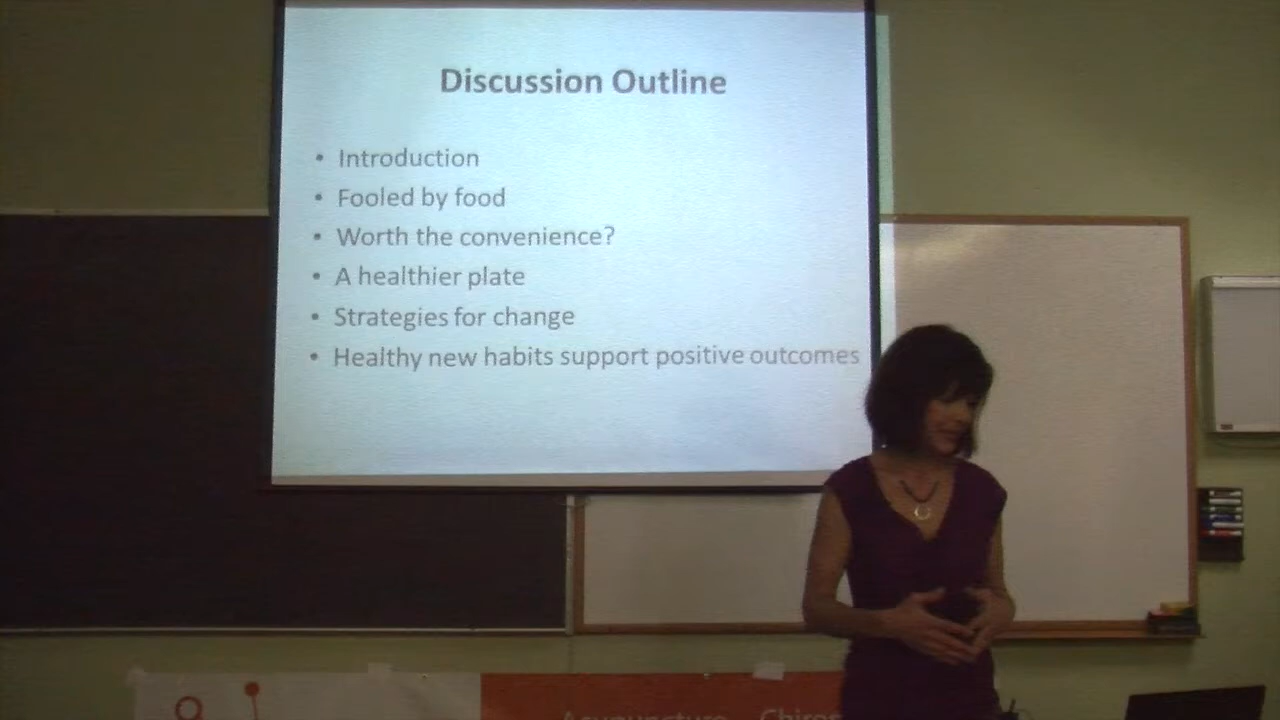 Discussion Outline
• Introduction
• Fooled by food
• Worth the convenience?
• A healthier plate
• Strategies for change
• Healthy new habits support positive outcomes
Acupuncture